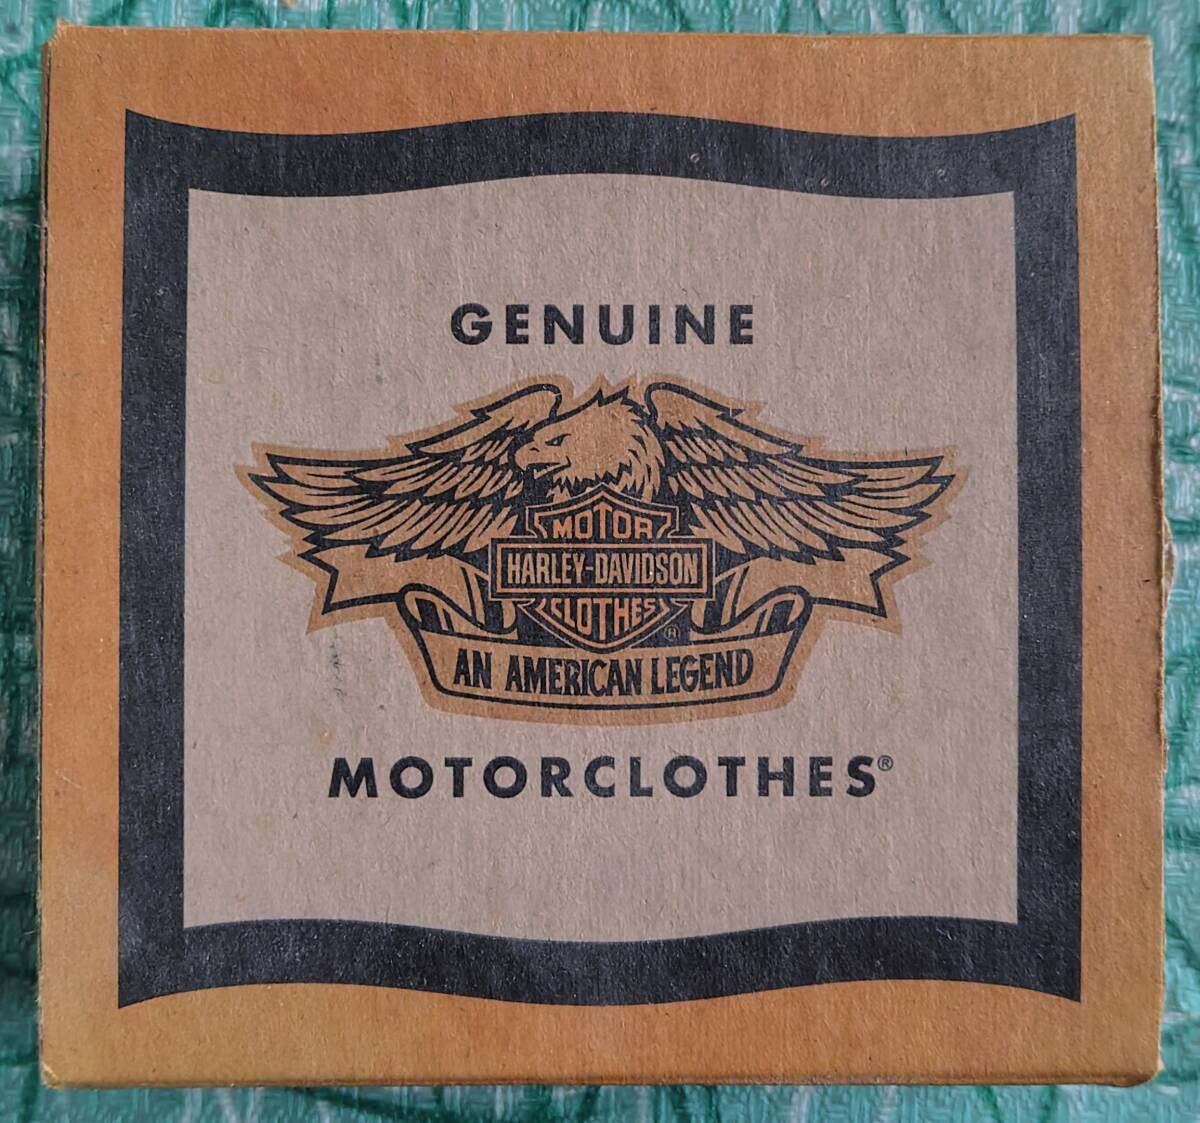 GENUINE
MOTOR
HARLEY-DAVIDSON
CLOTHES
®
AN AMERICAN LEGEND
MOTORCLOTHES®